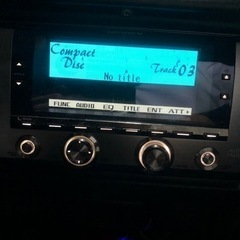 Compact
Disc
Track 03
No title
FUNC AUDIO EQ TITLE ENT ATT+